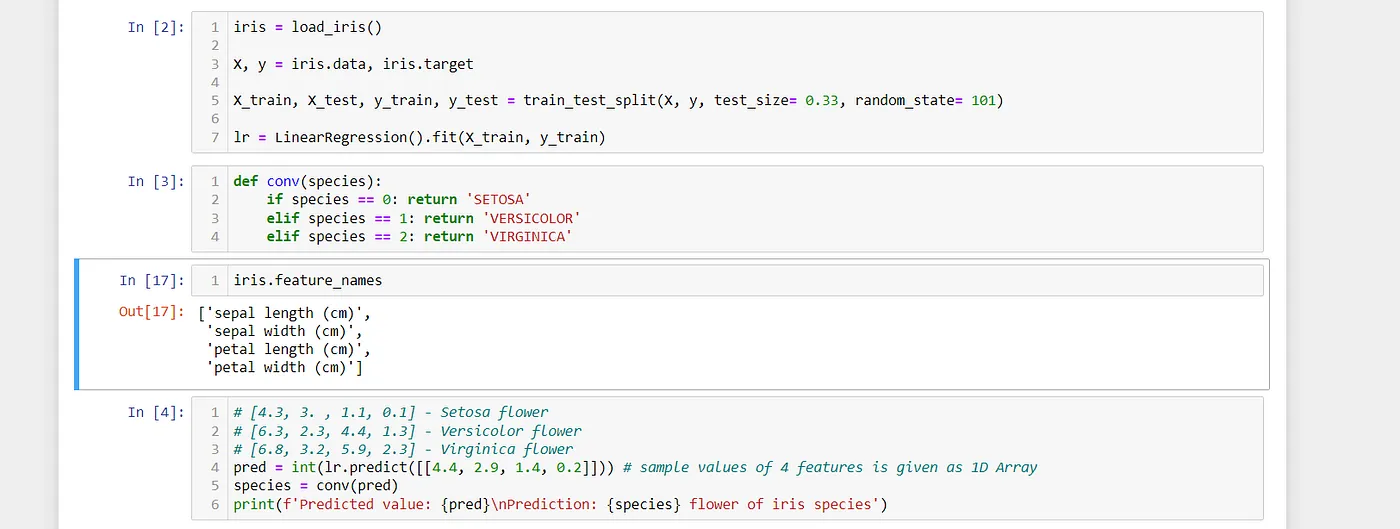 In [2]:
1 iris = load_iris()
2
3 X, y = iris.data, iris.target
4
5 X_train, X_test, y_train, y_test = train_test_split(X, y, test_size= 0.33, random_state= 101)
6
7 lr = LinearRegression().fit(X_train, y_train)
In [3]:
1 def conv(species):
2     if species == 0: return 'SETOSA'
3     elif species == 1: return 'VERSICOLOR'
4     elif species == 2: return 'VIRGINICA'
In [17]:
1 iris.feature_names
Out[17]: ['sepal length (cm)',
 'sepal width (cm)',
 'petal length (cm)',
 'petal width (cm)']
In [4]:
1 # [4.3, 3. , 1.1, 0.1] - Setosa flower
2 # [6.3, 2.3, 4.4, 1.3] - Versicolor flower
3 # [6.8, 3.2, 5.9, 2.3] - Virginica flower
4 pred = int(lr.predict([[4.4, 2.9, 1.4, 0.2]])) # sample values of 4 features is given as 1D Array
5 species = conv(pred)
6 print(f'Predicted value: {pred}\nPrediction: {species} flower of iris species')